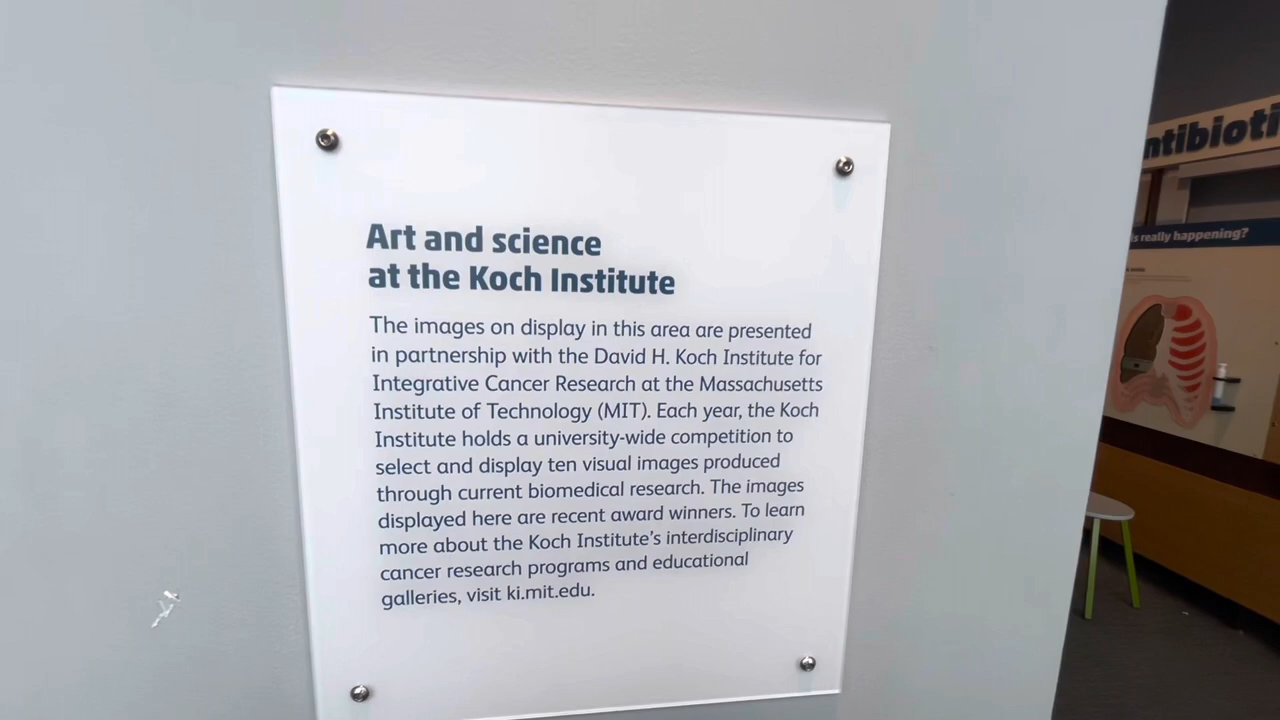 Art and science
at the Koch Institute
The images on display in this area are presented
in partnership with the David H. Koch Institute for
Integrative Cancer Research at the Massachusetts
Institute of Technology (MIT). Each year, the Koch
Institute holds a university-wide competition to
select and display ten visual images produced
through current biomedical research. The images
displayed here are recent award winners. To learn
more about the Koch Institute's interdisciplinary
cancer research programs and educational
galleries, visit ki.mit.edu.
ntibioti
is really happening?